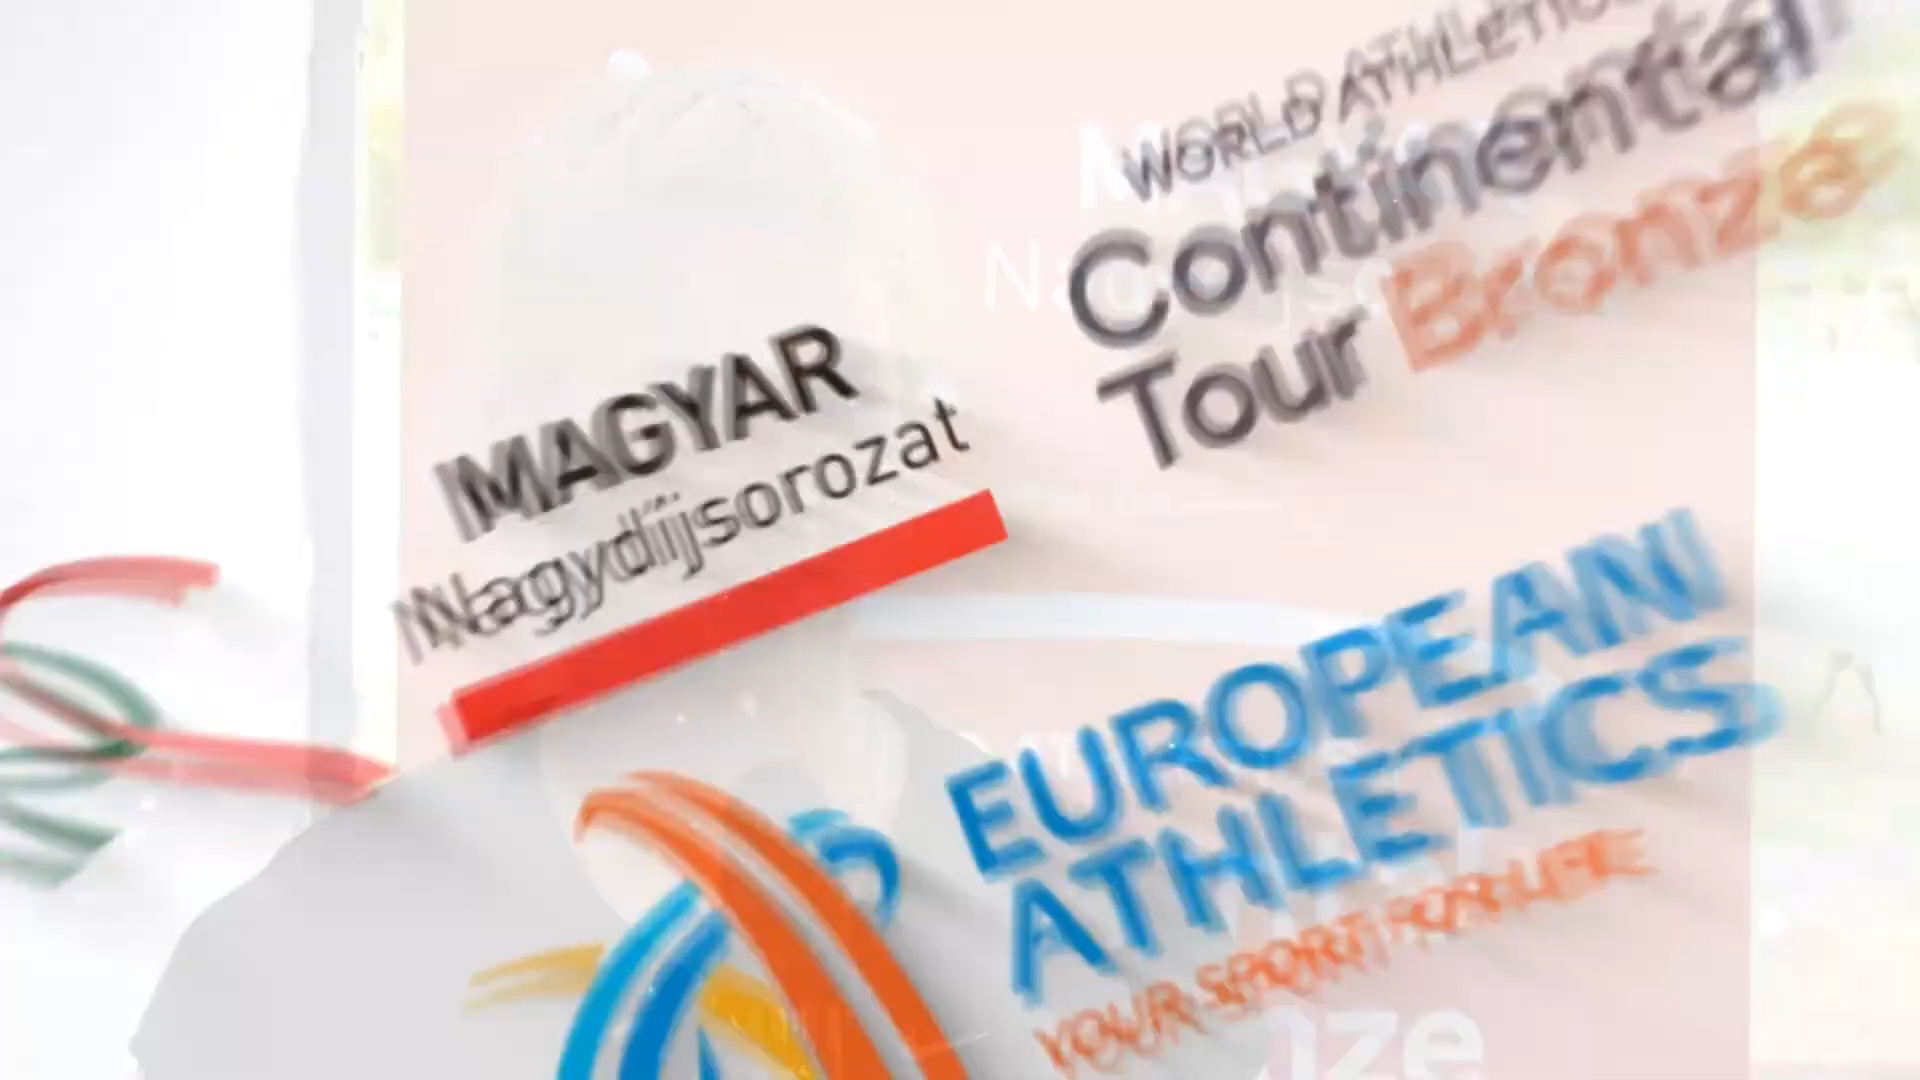 WORLD ATHLETICS
Continental
Tour Bronze
MAGYAR
Nagydíjsorozat
EUROPEAN
ATHLETICS
YOUR SPORT FOR LIFE